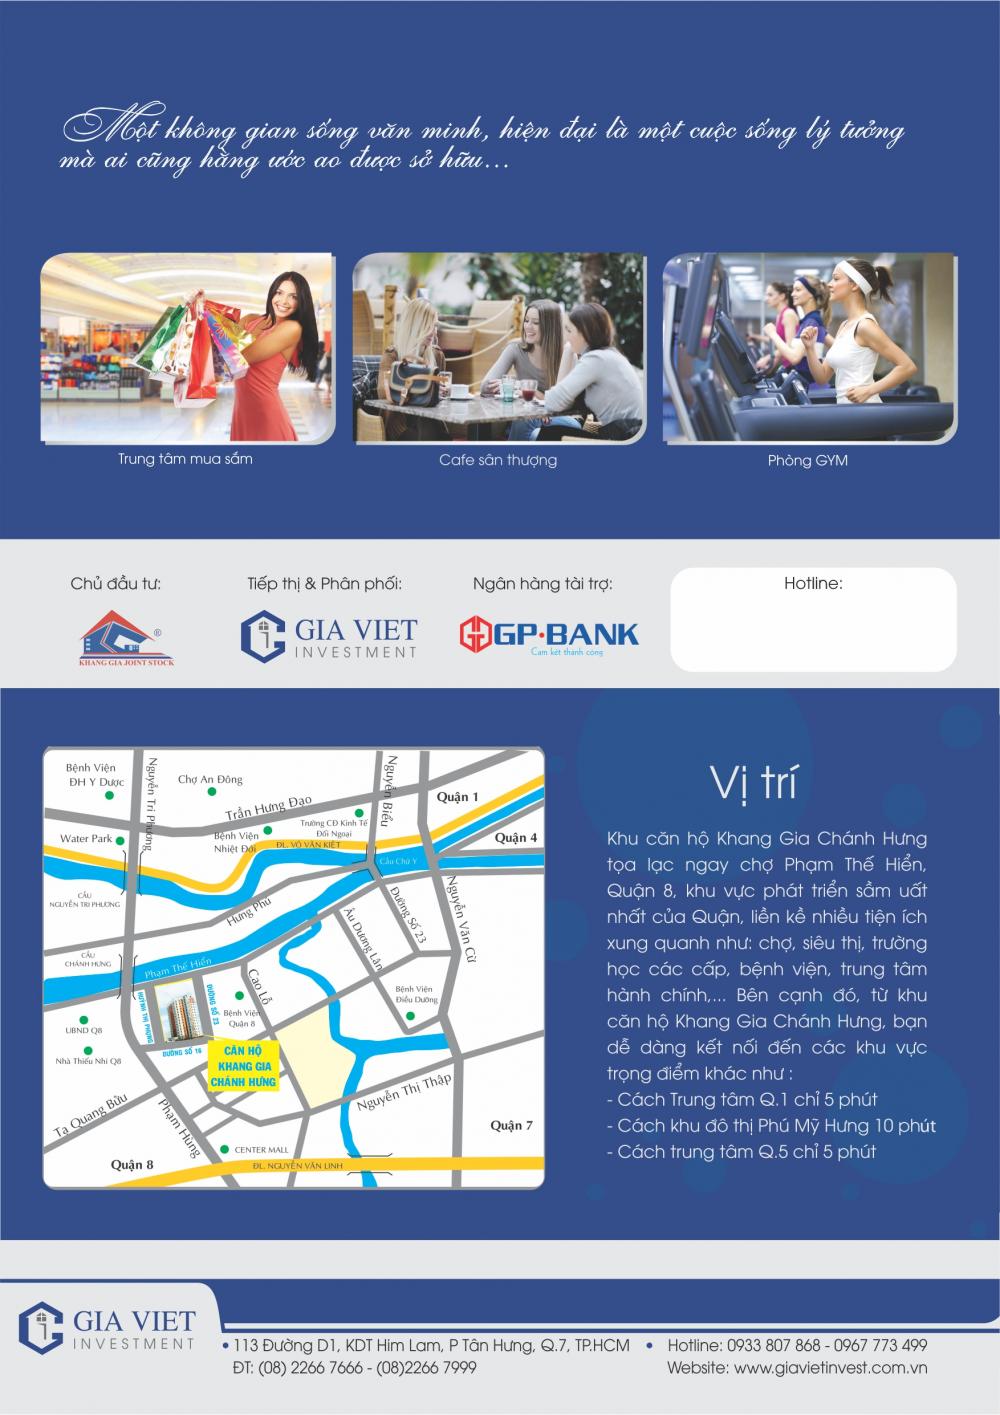 Một không gian sống văn minh, hiện đại là một cuộc sống lý tưởng
mà ai cũng hằng ước ao được sở hữu...
Trung tâm mua sắm
Cafe sân thượng
Phòng GYM
Chủ đầu tư:
Tiếp thị & Phân phối:
Ngân hàng tài trợ:
Hotline:
KHANG GIA JOINT STOCK
®
GIA VIET
INVESTMENT
GP·BANK
Cam kết thành công
Bệnh Viện
ĐH Y Dược
Nguyễn Tri Phương
Chợ An Đông
Trần Hưng Đạo
Nguyễn Biểu
Quận 1
Water Park
Bệnh Viện
Nhiệt Đới
Trường CĐ Kinh Tế
Đối Ngoại
ĐL. VÕ VĂN KIỆT
Quận 4
Cầu Chữ Y
CẦU
NGUYỄN TRI PHƯƠNG
Hưng Phú
Âu Dương Lân
Đường Số 23
Nguyễn Văn Cừ
CẦU
CHÁNH HƯNG
Phạm Thế Hiển
Cao Lỗ
HUỲNH THỊ PHỤNG
ĐƯỜNG SỐ 23
Bệnh Viện
Quận 8
Bệnh Viện
Điều Dưỡng
UBND Q8
Nhà Thiếu Nhi Q8
ĐƯỜNG SỐ 16
CĂN HỘ
KHANG GIA
CHÁNH HƯNG
Tạ Quang Bửu
Phạm Hùng
Nguyễn Thị Thập
Quận 7
CENTER MALL
Quận 8
ĐL. NGUYỄN VĂN LINH
Vị trí
Khu căn hộ Khang Gia Chánh Hưng
tọa lạc ngay chợ Phạm Thế Hiển,
Quận 8, khu vực phát triển sầm uất
nhất của Quận, liền kề nhiều tiện ích
xung quanh như: chợ, siêu thị, trường
học các cấp, bệnh viện, trung tâm
hành chính,... Bên cạnh đó, từ khu
căn hộ Khang Gia Chánh Hưng, bạn
dễ dàng kết nối đến các khu vực
trọng điểm khác như :
- Cách Trung tâm Q.1 chỉ 5 phút
- Cách khu đô thị Phú Mỹ Hưng 10 phút
- Cách trung tâm Q.5 chỉ 5 phút
GIA VIET
INVESTMENT
• 113 Đường D1, KDT Him Lam, P Tân Hưng, Q.7, TP.HCM • Hotline: 0933 807 868 - 0967 773 499
ĐT: (08) 2266 7666 - (08)2266 7999 Website: www.giavietinvest.com.vn